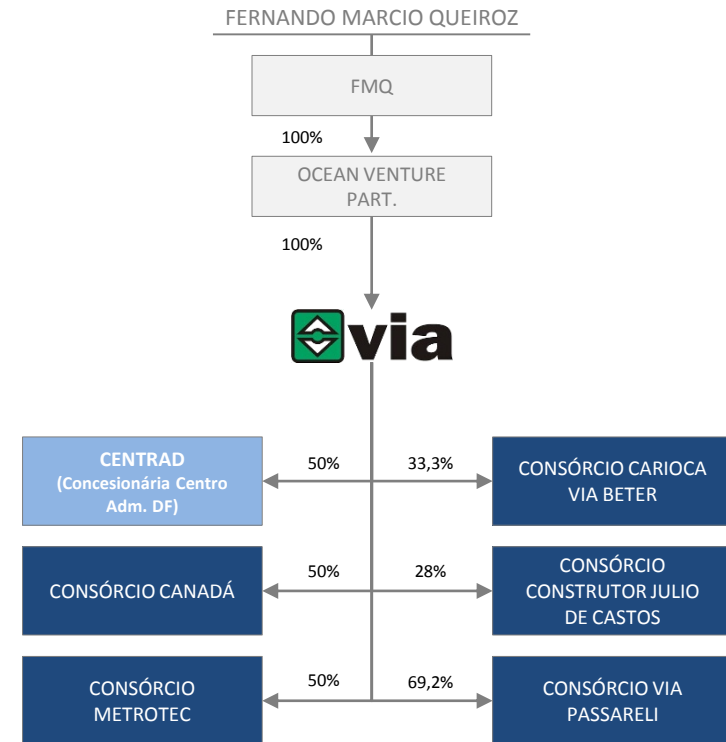 FERNANDO MARCIO QUEIROZ
FMQ
100%
OCEAN VENTURE
PART.
100%
via
CENTRAD
(Concesionária Centro
Adm. DF)
50%
33,3%
CONSÓRCIO CARIOCA
VIA BETER
CONSÓRCIO CANADÁ
50%
28%
CONSÓRCIO
CONSTRUTOR JULIO
DE CASTOS
CONSÓRCIO
METROTEC
50%
69,2%
CONSÓRCIO VIA
PASSARELI